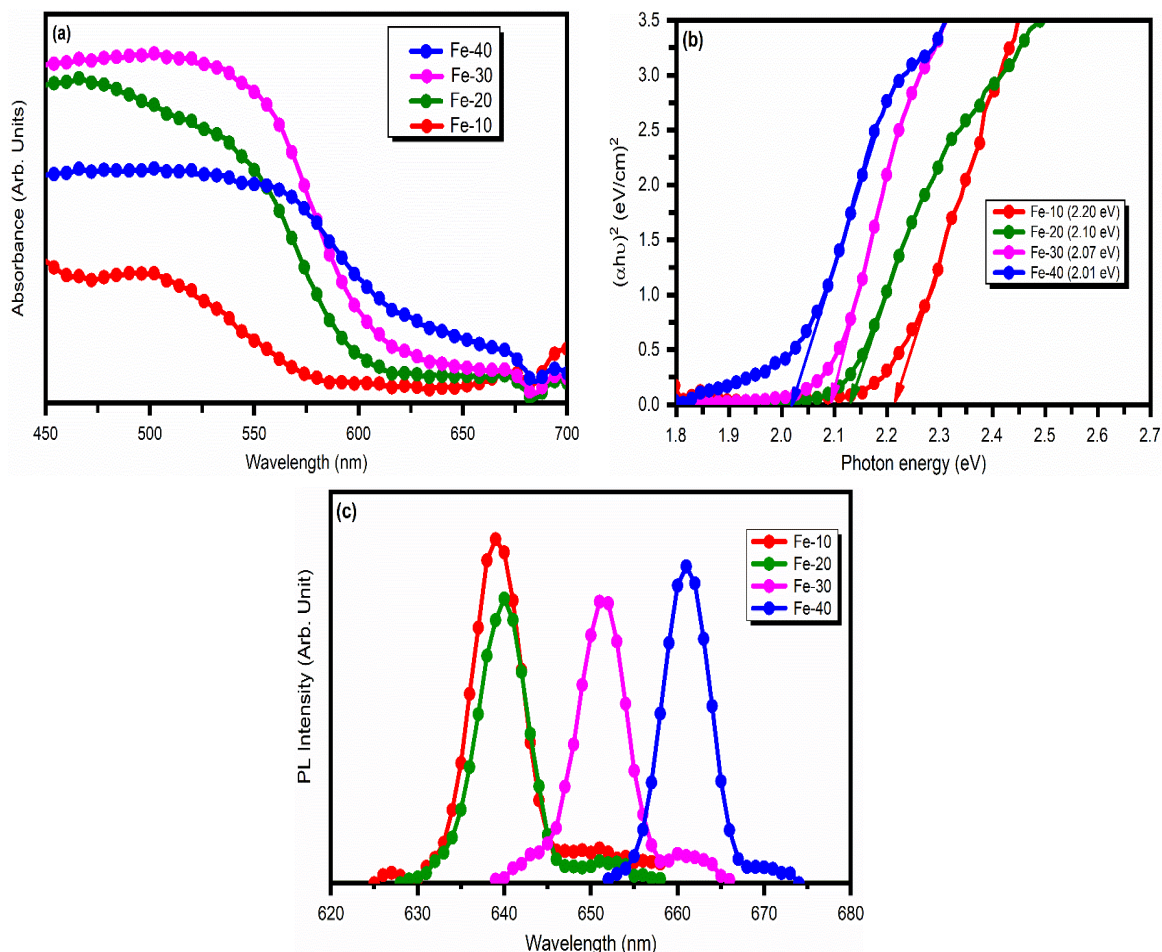 (a)
Fe-40
Fe-30
Fe-20
Fe-10
Absorbance (Arb. Units)
450 500 550 600 650 700
Wavelength (nm)
(b)
3.5
3.0
2.5
2.0
1.5
1.0
0.5
0.0
(αhυ)² (eV/cm)²
Fe-10 (2.20 eV)
Fe-20 (2.10 eV)
Fe-30 (2.07 eV)
Fe-40 (2.01 eV)
1.8 1.9 2.0 2.1 2.2 2.3 2.4 2.5 2.6 2.7
Photon energy (eV)
(c)
Fe-10
Fe-20
Fe-30
Fe-40
PL Intensity (Arb. Unit)
620 630 640 650 660 670 680
Wavelength (nm)